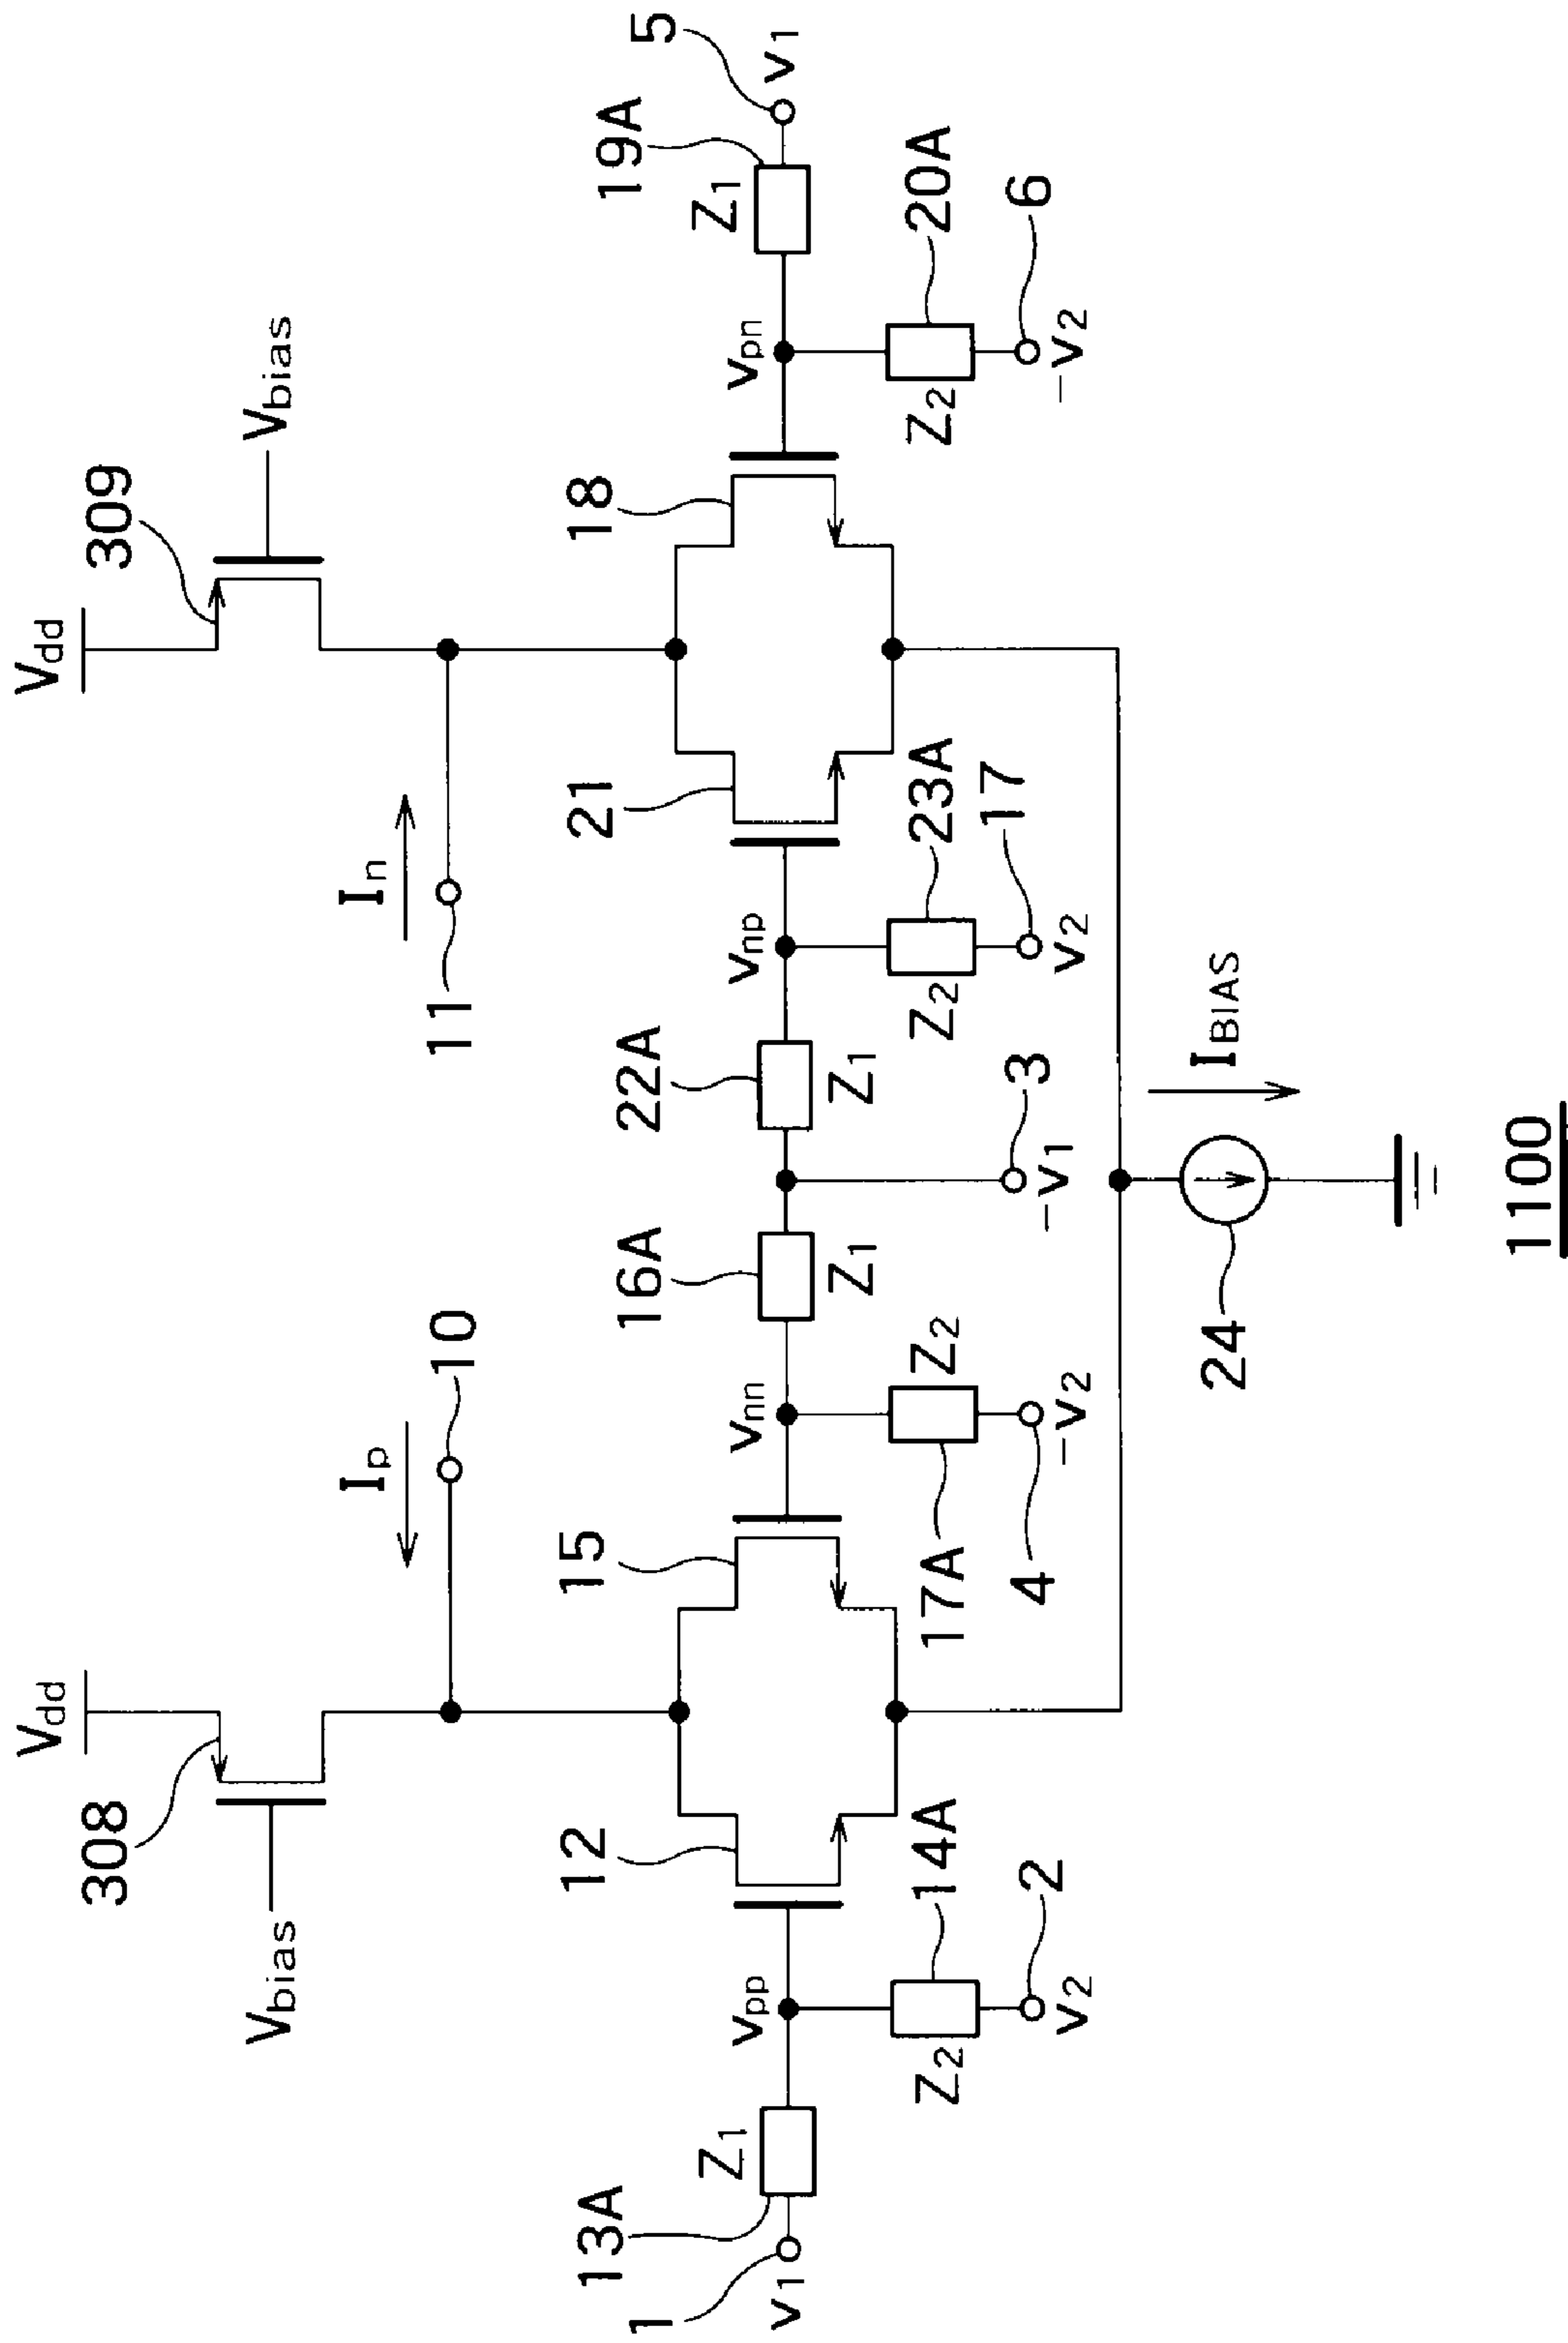 Vdd
Vdd
308
309
Vbias
Vbias
Ip
In
10
11
12
15
21
18
13A
Z1
1
v1
vpp
14A
Z2
2
v2
vnn
16A
Z1
17A
Z2
4
-v2
3
-v1
22A
Z1
vnp
23A
Z2
17
v2
vpn
19A
Z1
5
v1
20A
Z2
6
-v2
24
IBIAS
1100